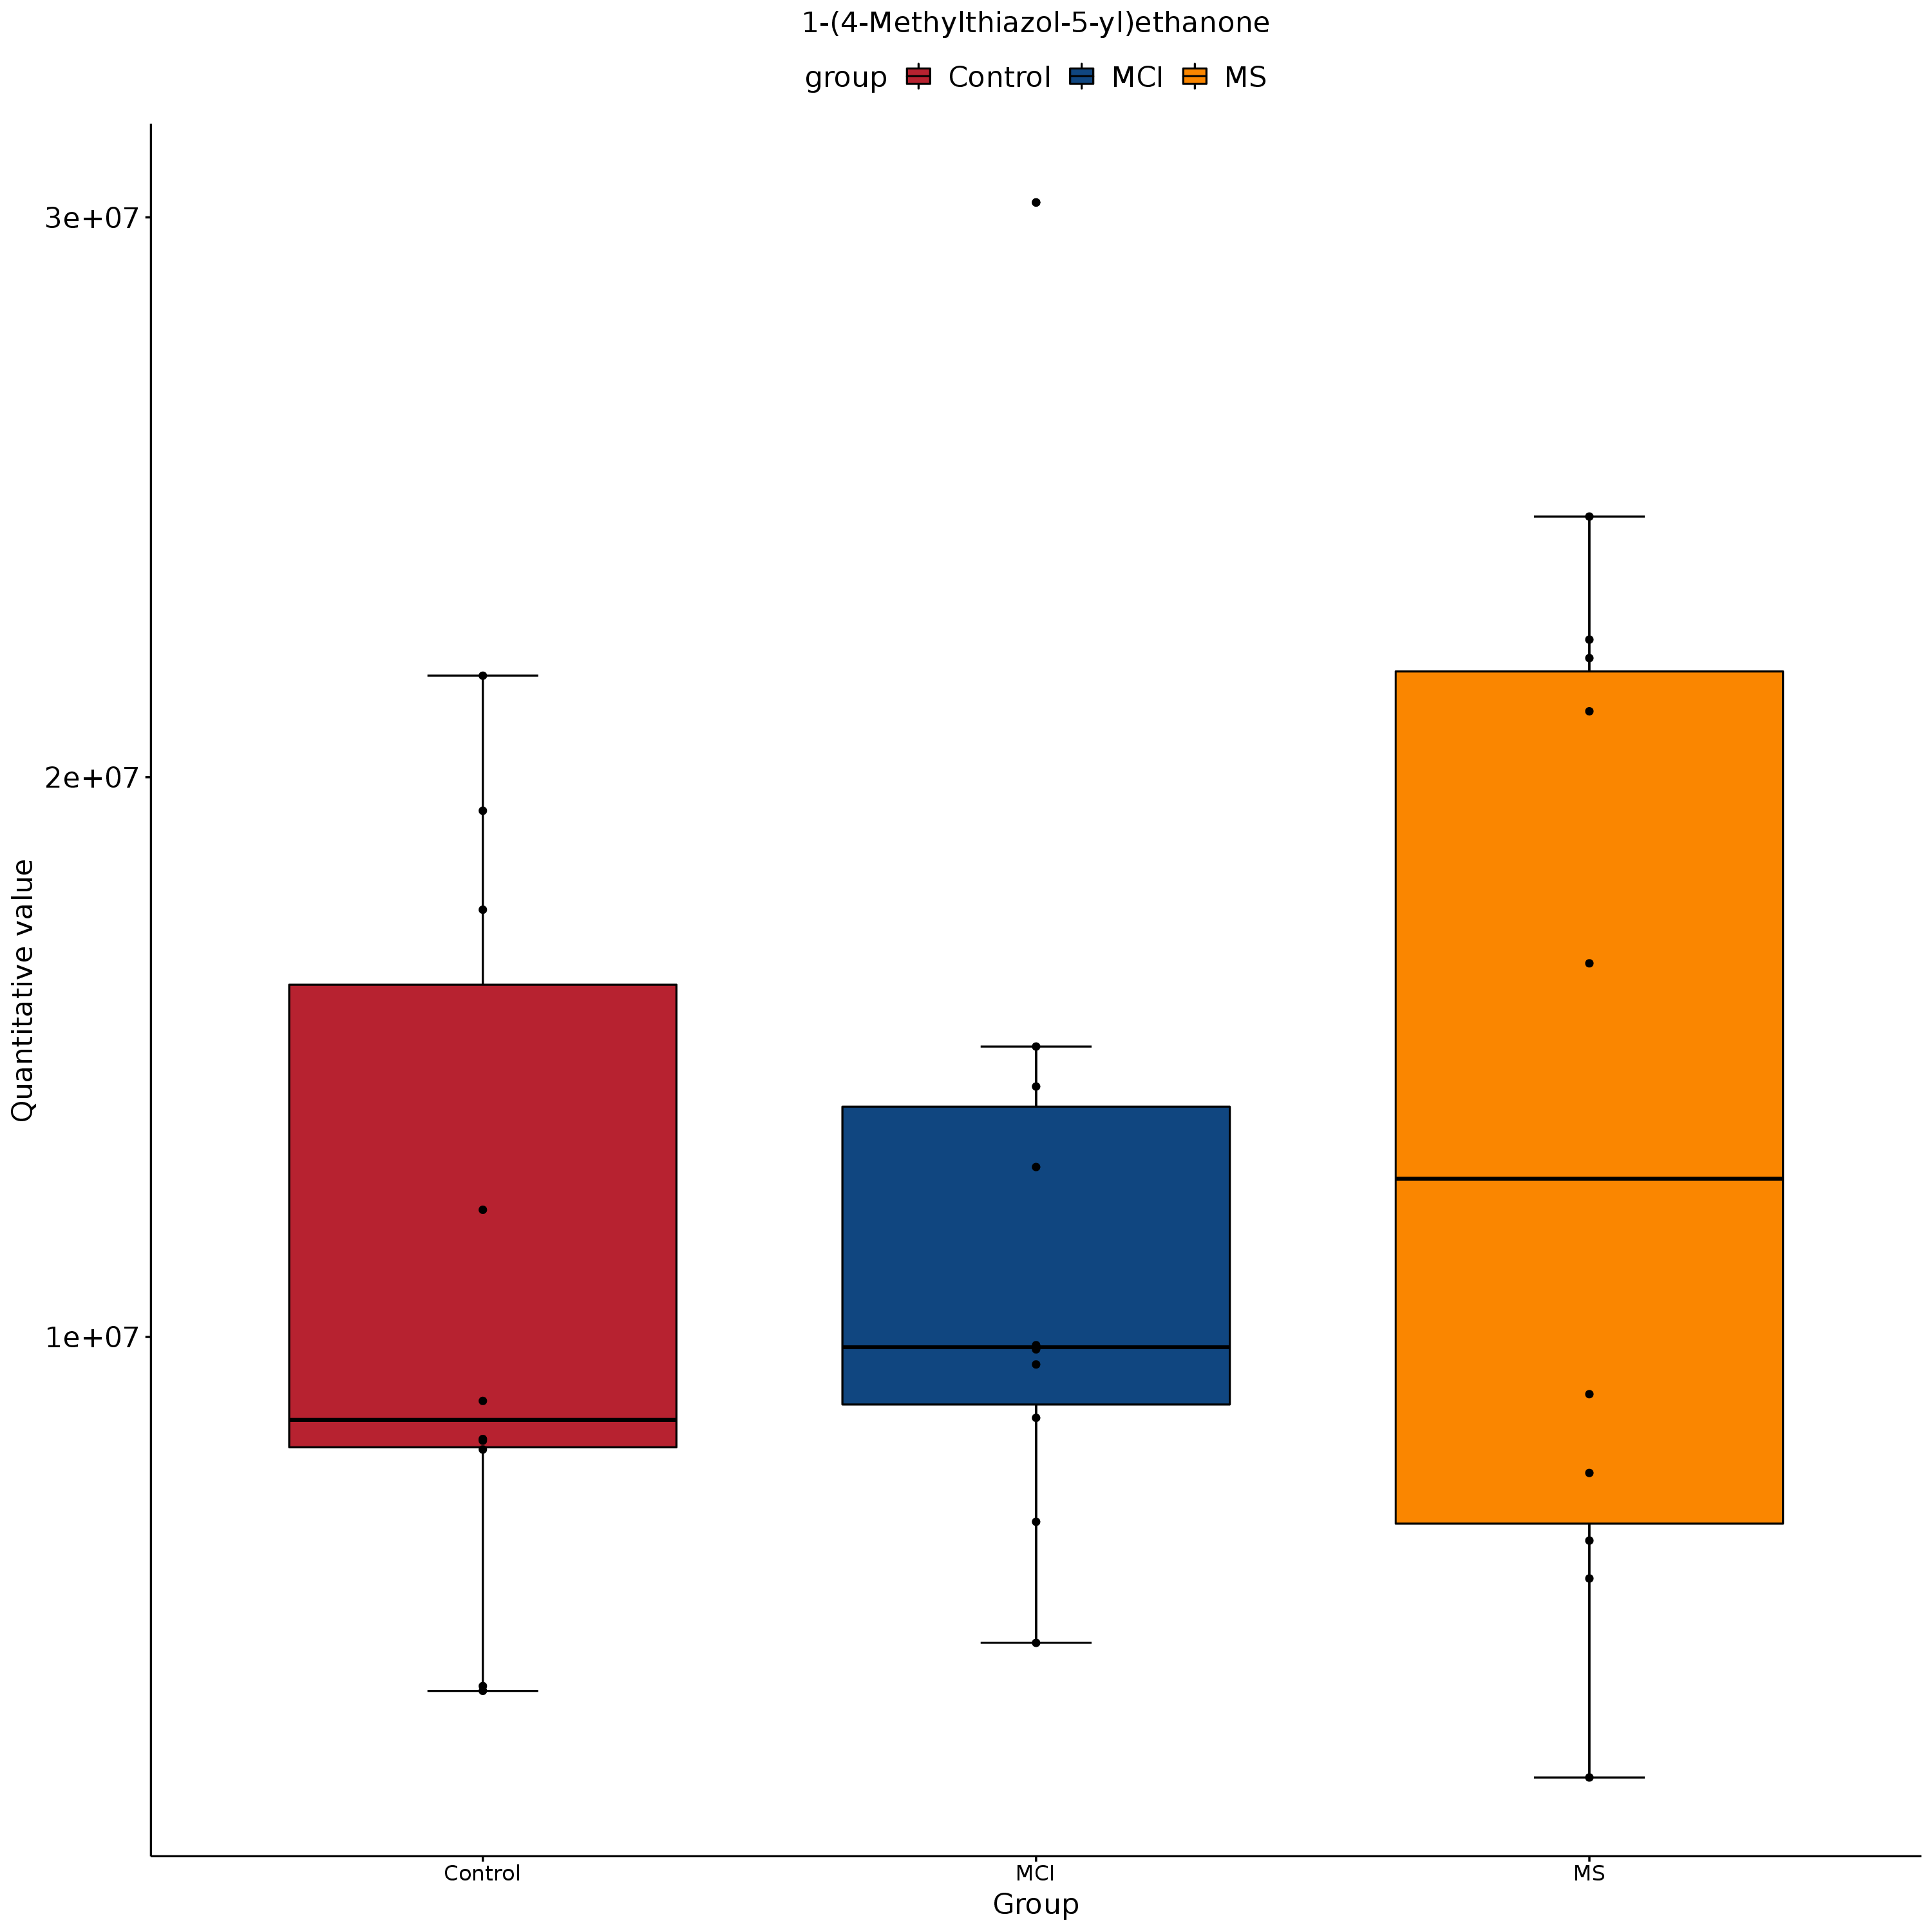 1-(4-Methylthiazol-5-yl)ethanone
group Control MCI MS
3e+07
2e+07
1e+07
Quantitative value
Control MCI MS
Group